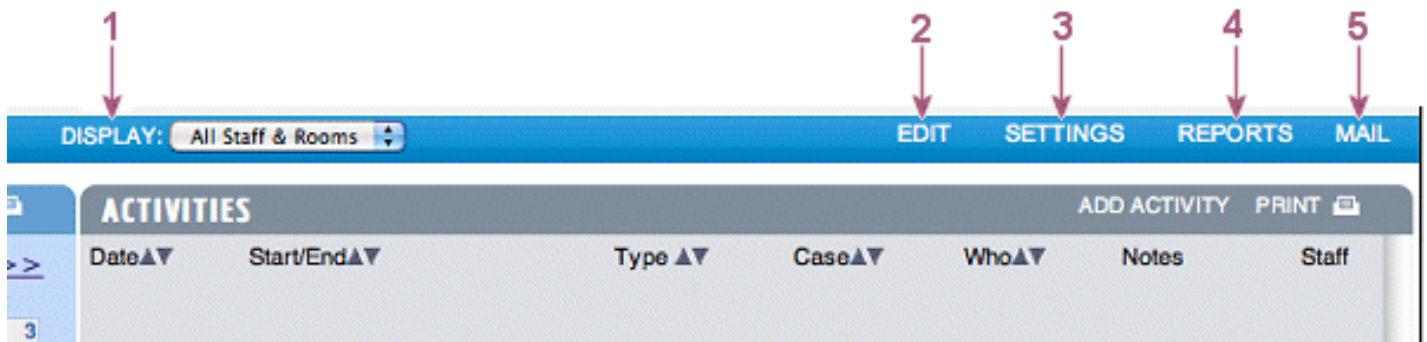 1 2 3 4 5
DISPLAY: All Staff & Rooms EDIT SETTINGS REPORTS MAIL
ACTIVITIES ADD ACTIVITY PRINT
>> Date▲▼ Start/End▲▼ Type ▲▼ Case▲▼ Who▲▼ Notes Staff
3